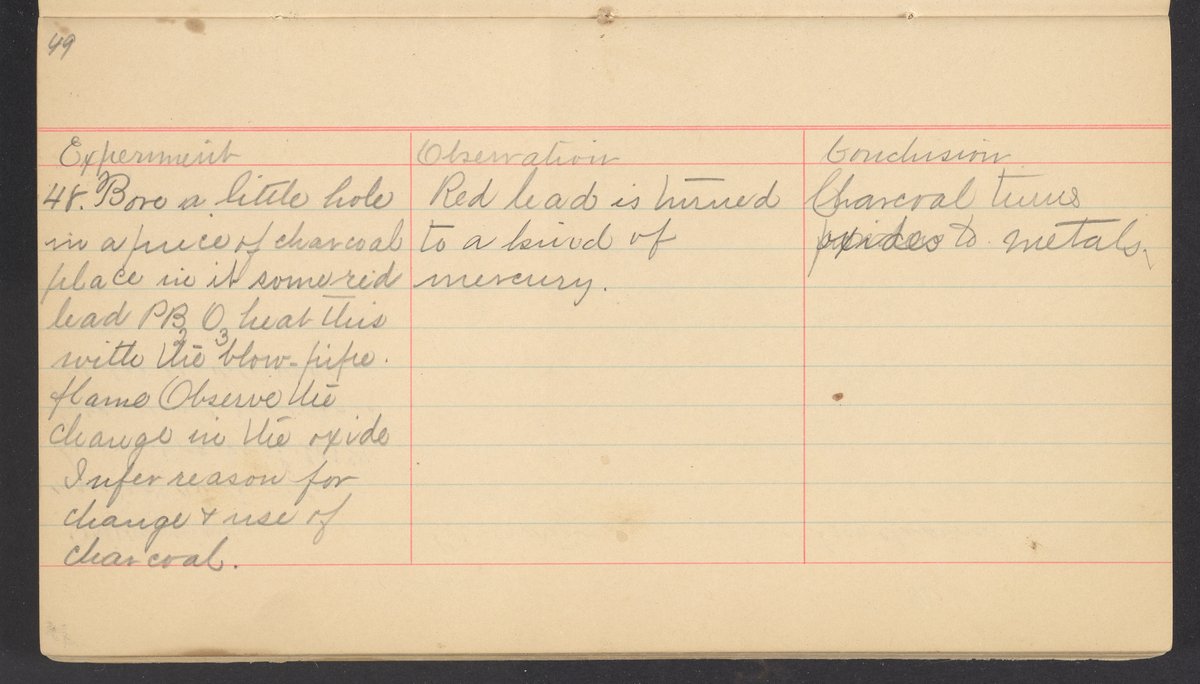 49
Experiment
48. Bore a little hole
in a piece of charcoal
place in it some red
lead PB2O3 heat this
with the blow-pipe.
flame Observe the
change in the oxide
Infer reason for
change & use of
charcoal.
Observation
Red lead is turned
to a kind of
mercury.
Conclusion
Charcoal turns
oxides to metals.